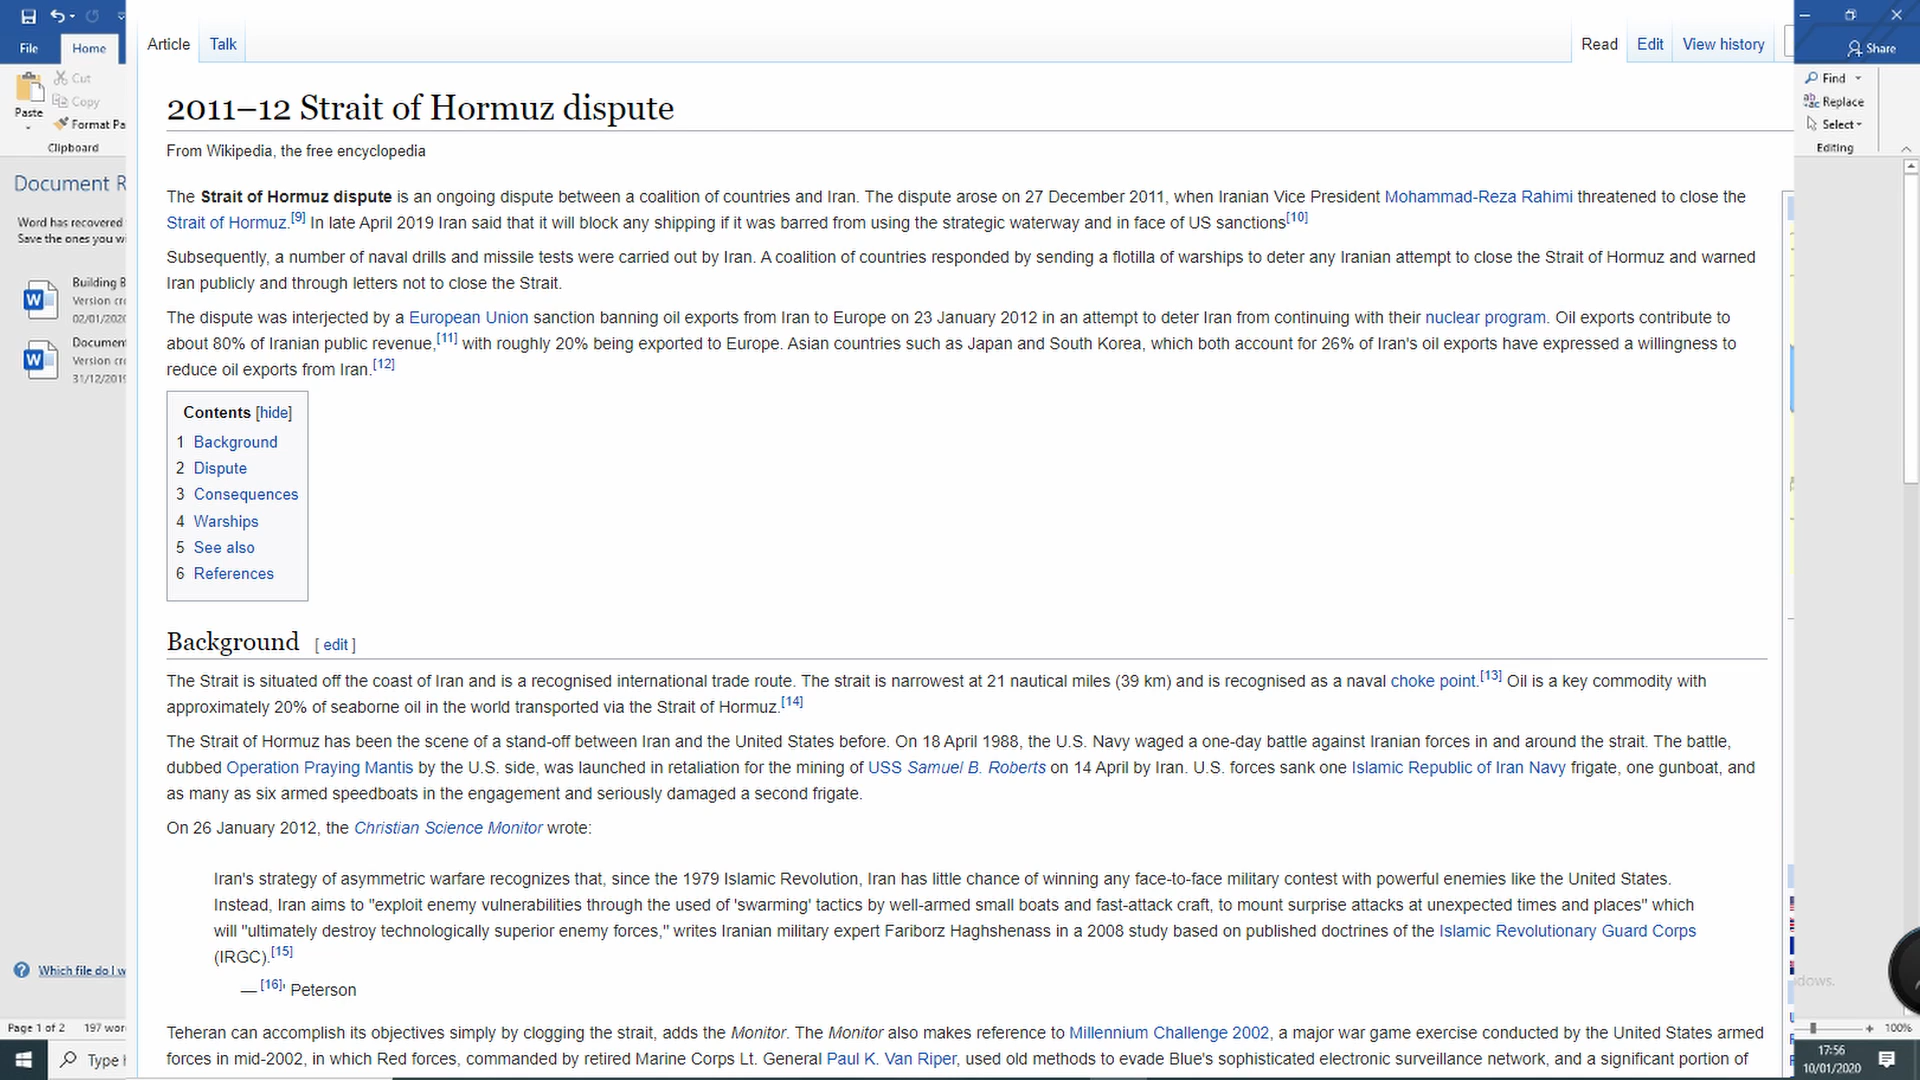 File
Home
Cut
Copy
Paste
Format Pa
Clipboard
Document R
Word has recovered
Save the ones you wi
Building B
Version cre
02/01/2020
Document
Version cre
31/12/2019
Which file do I w
Page 1 of 2 197 wor
Type h
Article Talk Read Edit View history
2011–12 Strait of Hormuz dispute
From Wikipedia, the free encyclopedia
The Strait of Hormuz dispute is an ongoing dispute between a coalition of countries and Iran. The dispute arose on 27 December 2011, when Iranian Vice President Mohammad-Reza Rahimi threatened to close the
Strait of Hormuz.[9] In late April 2019 Iran said that it will block any shipping if it was barred from using the strategic waterway and in face of US sanctions[10]
Subsequently, a number of naval drills and missile tests were carried out by Iran. A coalition of countries responded by sending a flotilla of warships to deter any Iranian attempt to close the Strait of Hormuz and warned
Iran publicly and through letters not to close the Strait.
The dispute was interjected by a European Union sanction banning oil exports from Iran to Europe on 23 January 2012 in an attempt to deter Iran from continuing with their nuclear program. Oil exports contribute to
about 80% of Iranian public revenue,[11] with roughly 20% being exported to Europe. Asian countries such as Japan and South Korea, which both account for 26% of Iran's oil exports have expressed a willingness to
reduce oil exports from Iran.[12]
Contents [hide]
1 Background
2 Dispute
3 Consequences
4 Warships
5 See also
6 References
Background [ edit ]
The Strait is situated off the coast of Iran and is a recognised international trade route. The strait is narrowest at 21 nautical miles (39 km) and is recognised as a naval choke point.[13] Oil is a key commodity with
approximately 20% of seaborne oil in the world transported via the Strait of Hormuz.[14]
The Strait of Hormuz has been the scene of a stand-off between Iran and the United States before. On 18 April 1988, the U.S. Navy waged a one-day battle against Iranian forces in and around the strait. The battle,
dubbed Operation Praying Mantis by the U.S. side, was launched in retaliation for the mining of USS Samuel B. Roberts on 14 April by Iran. U.S. forces sank one Islamic Republic of Iran Navy frigate, one gunboat, and
as many as six armed speedboats in the engagement and seriously damaged a second frigate.
On 26 January 2012, the Christian Science Monitor wrote:
Iran's strategy of asymmetric warfare recognizes that, since the 1979 Islamic Revolution, Iran has little chance of winning any face-to-face military contest with powerful enemies like the United States.
Instead, Iran aims to "exploit enemy vulnerabilities through the used of 'swarming' tactics by well-armed small boats and fast-attack craft, to mount surprise attacks at unexpected times and places" which
will "ultimately destroy technologically superior enemy forces," writes Iranian military expert Fariborz Haghshenass in a 2008 study based on published doctrines of the Islamic Revolutionary Guard Corps
(IRGC).[15]
— [16], Peterson
Teheran can accomplish its objectives simply by clogging the strait, adds the Monitor. The Monitor also makes reference to Millennium Challenge 2002, a major war game exercise conducted by the United States armed
forces in mid-2002, in which Red forces, commanded by retired Marine Corps Lt. General Paul K. Van Riper, used old methods to evade Blue's sophisticated electronic surveillance network, and a significant portion of
Share
Find
Replace
Select
Editing
dows.
100%
17:56
10/01/2020